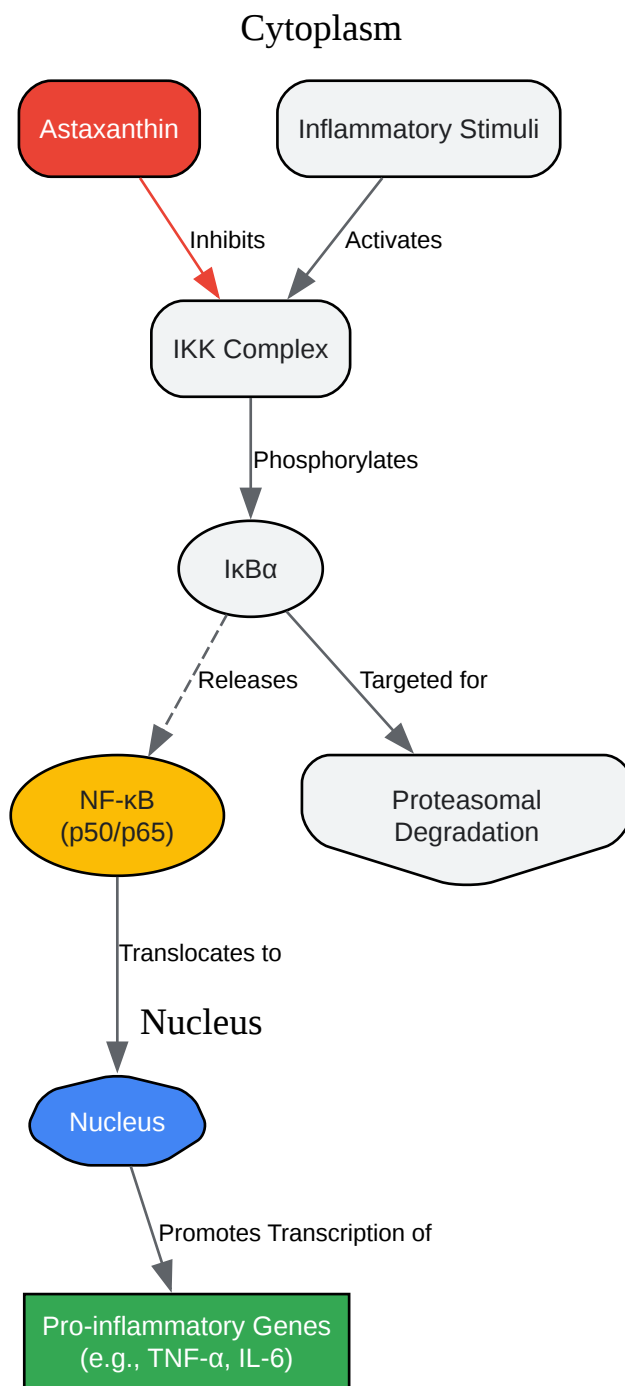 Cytoplasm
Astaxanthin
Inflammatory Stimuli
Inhibits
Activates
IKK Complex
Phosphorylates
IκBα
Releases
Targeted for
NF-κB
(p50/p65)
Proteasomal
Degradation
Translocates to
Nucleus
Nucleus
Promotes Transcription of
Pro-inflammatory Genes
(e.g., TNF-α, IL-6)